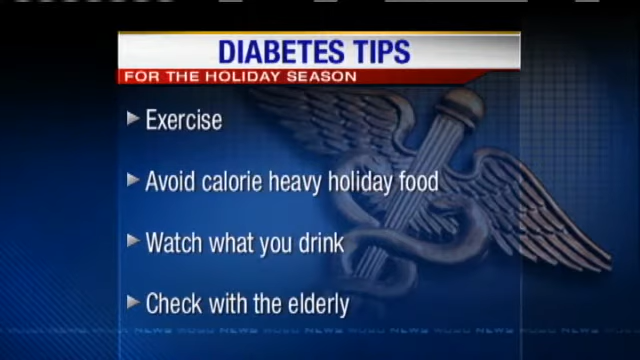 DIABETES TIPS
FOR THE HOLIDAY SEASON
Exercise
Avoid calorie heavy holiday food
Watch what you drink
Check with the elderly